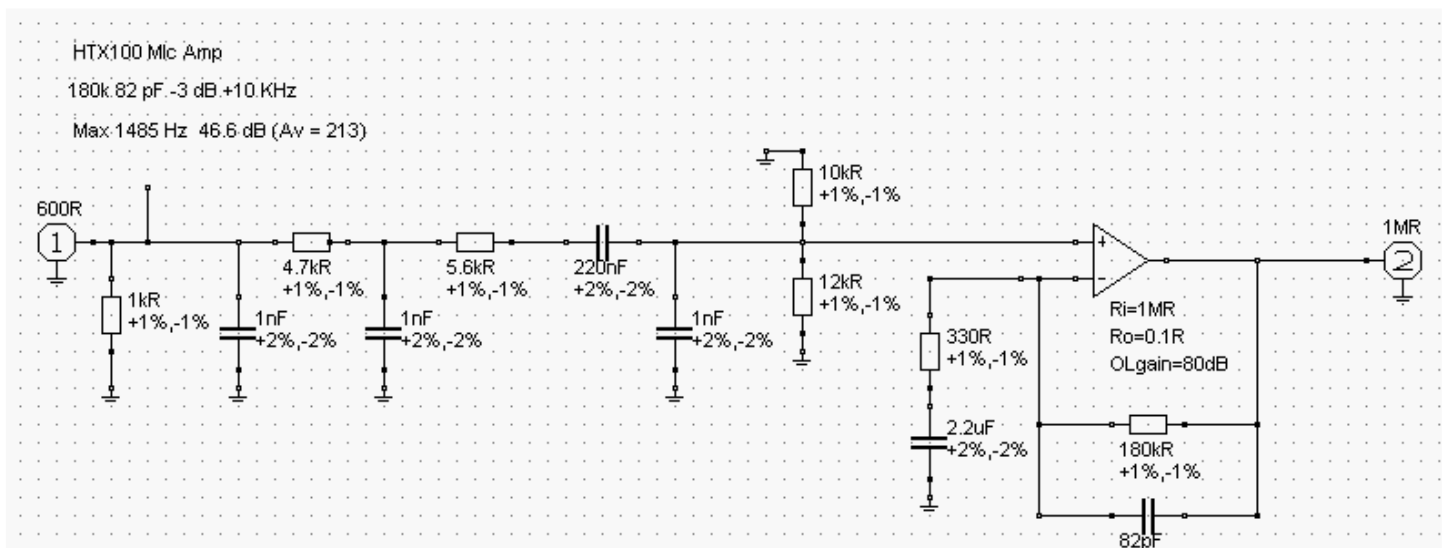 HTX100 Mic Amp
180k 82 pF -3 dB +10 KHz
Max 1485 Hz 46.6 dB (Av = 213)
600R
1
1kR
+1%,-1%
1nF
+2%,-2%
4.7kR
+1%,-1%
1nF
+2%,-2%
5.6kR
+1%,-1%
220nF
+2%,-2%
1nF
+2%,-2%
10kR
+1%,-1%
12kR
+1%,-1%
330R
+1%,-1%
2.2uF
+2%,-2%
+
-
Ri=1MR
Ro=0.1R
OLgain=80dB
180kR
+1%,-1%
82pF
1MR
2